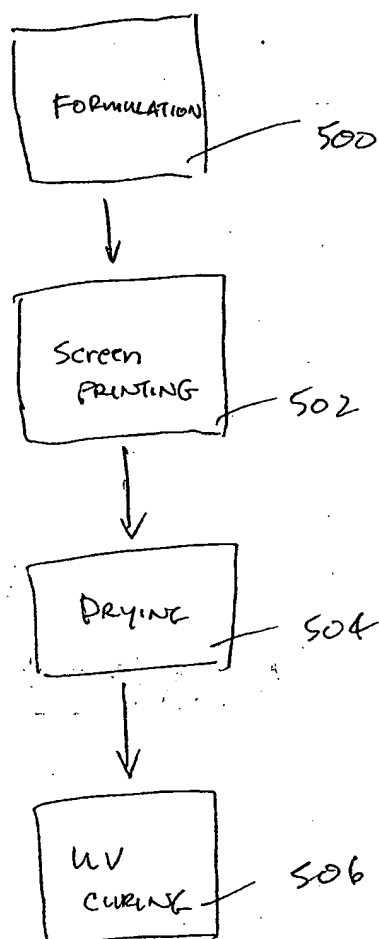 FORMULATION
500
Screen
PRINTING
502
DRYING
504
UV
CURING
506